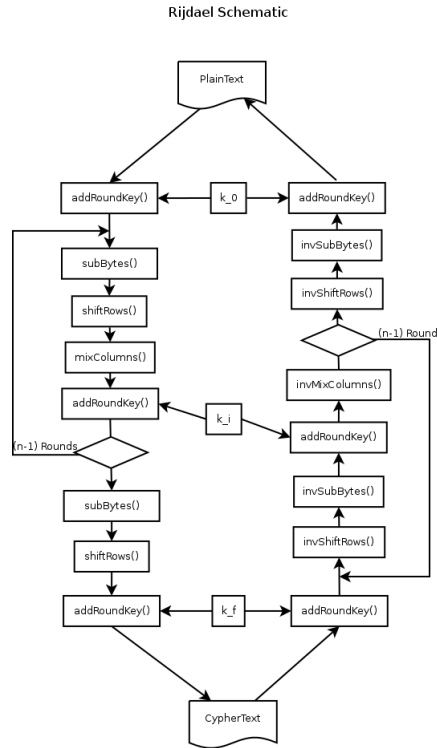 Rijdael Schematic
PlainText
addRoundKey()
k_0
addRoundKey()
subBytes()
invSubBytes()
shiftRows()
invShiftRows()
mixColumns()
(n-1) Round
invMixColumns()
addRoundKey()
k_i
addRoundKey()
(n-1) Rounds
subBytes()
invSubBytes()
shiftRows()
invShiftRows()
addRoundKey()
k_f
addRoundKey()
CypherText